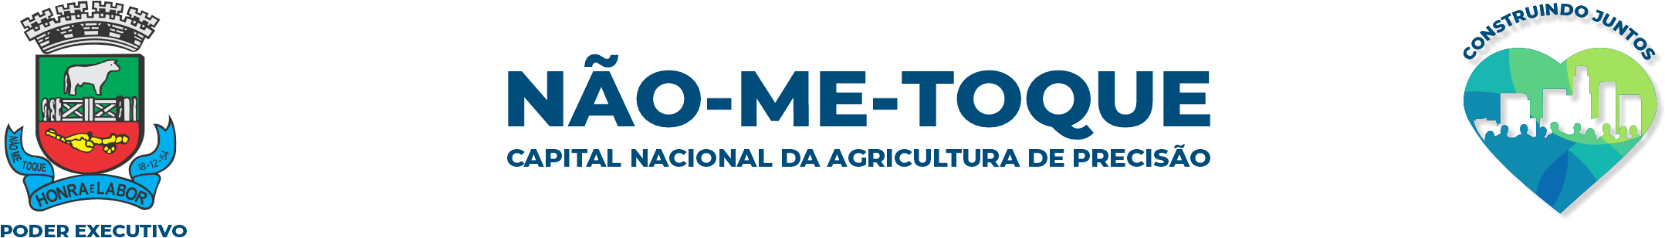 NÃO ME TOQUE
18-12-54
HONRA E LABOR
PODER EXECUTIVO
NÃO-ME-TOQUE
CAPITAL NACIONAL DA AGRICULTURA DE PRECISÃO
CONSTRUINDO JUNTOS